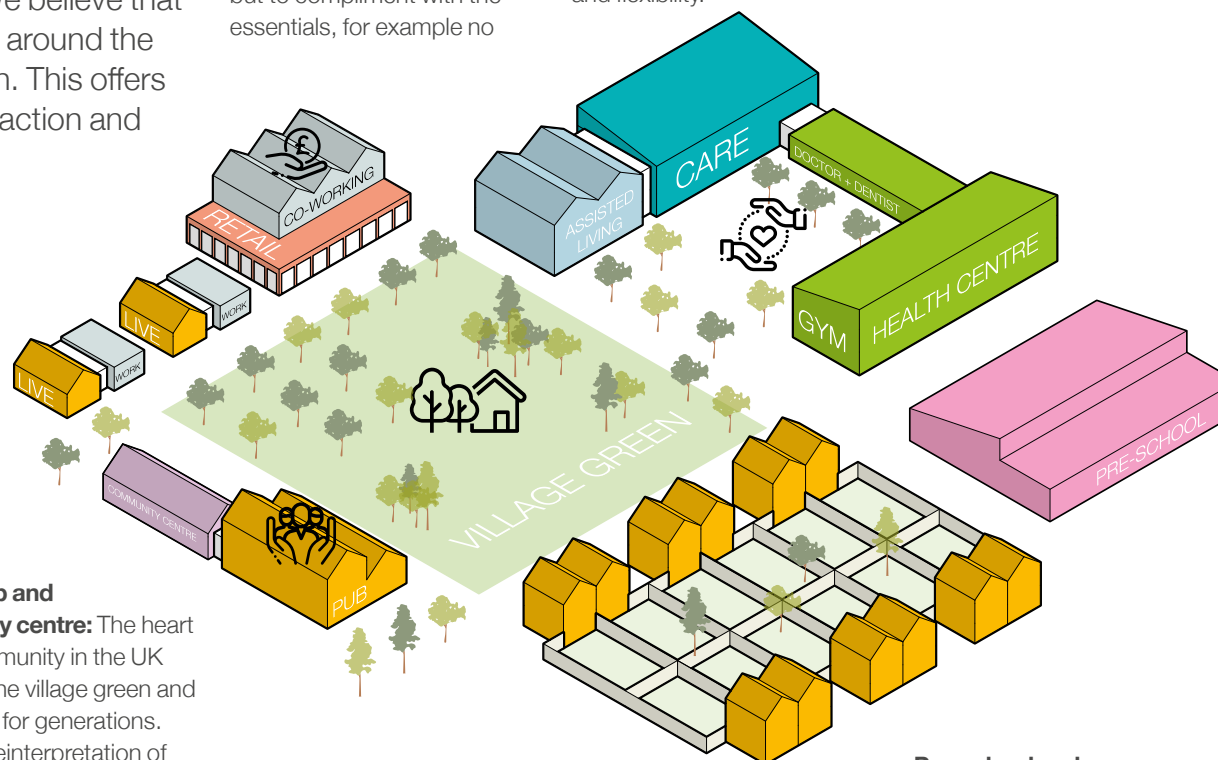 ve believe that
around the
n. This offers
action and
but to compliment with the
essentials, for example no
and flexibility.
£
CO-WORKING
RETAIL
LIVE
WORK
LIVE
WORK
CARE
ASSISTED
LIVING
DOCTOR + DENTIST
HEALTH CENTRE
GYM
PRE-SCHOOL
VILLAGE GREEN
COMMUNITY CENTRE
PUB
and
y centre: The heart
mmunity in the UK
he village green and
for generations.
einterpretation of